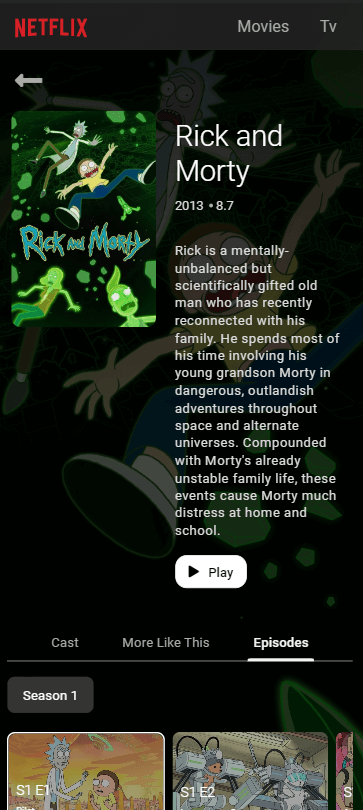 NETFLIX Movies Tv
Rick and
Morty
2013 • 8.7
Rick and Morty
Rick is a mentally-
unbalanced but
scientifically gifted old
man who has recently
reconnected with his
family. He spends most of
his time involving his
young grandson Morty in
dangerous, outlandish
adventures throughout
space and alternate
universes. Compounded
with Morty's already
unstable family life, these
events cause Morty much
distress at home and
school.
Play
Cast More Like This Episodes
Season 1
S1 E1 S1 E2 S